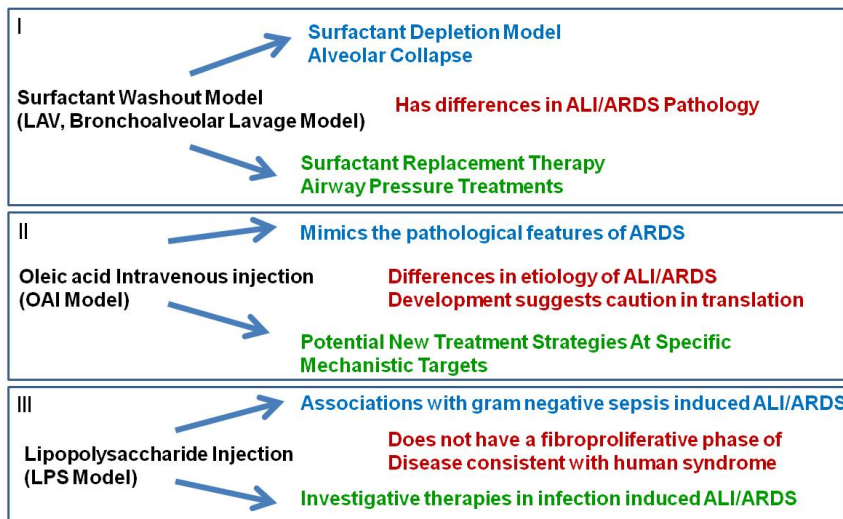 I
Surfactant Depletion Model
Alveolar Collapse
Surfactant Washout Model
(LAV, Bronchoalveolar Lavage Model)
Has differences in ALI/ARDS Pathology
Surfactant Replacement Therapy
Airway Pressure Treatments
II
Mimics the pathological features of ARDS
Oleic acid Intravenous injection
(OAI Model)
Differences in etiology of ALI/ARDS
Development suggests caution in translation
Potential New Treatment Strategies At Specific
Mechanistic Targets
III
Associations with gram negative sepsis induced ALI/ARDS
Lipopolysaccharide Injection
(LPS Model)
Does not have a fibroproliferative phase of
Disease consistent with human syndrome
Investigative therapies in infection induced ALI/ARDS